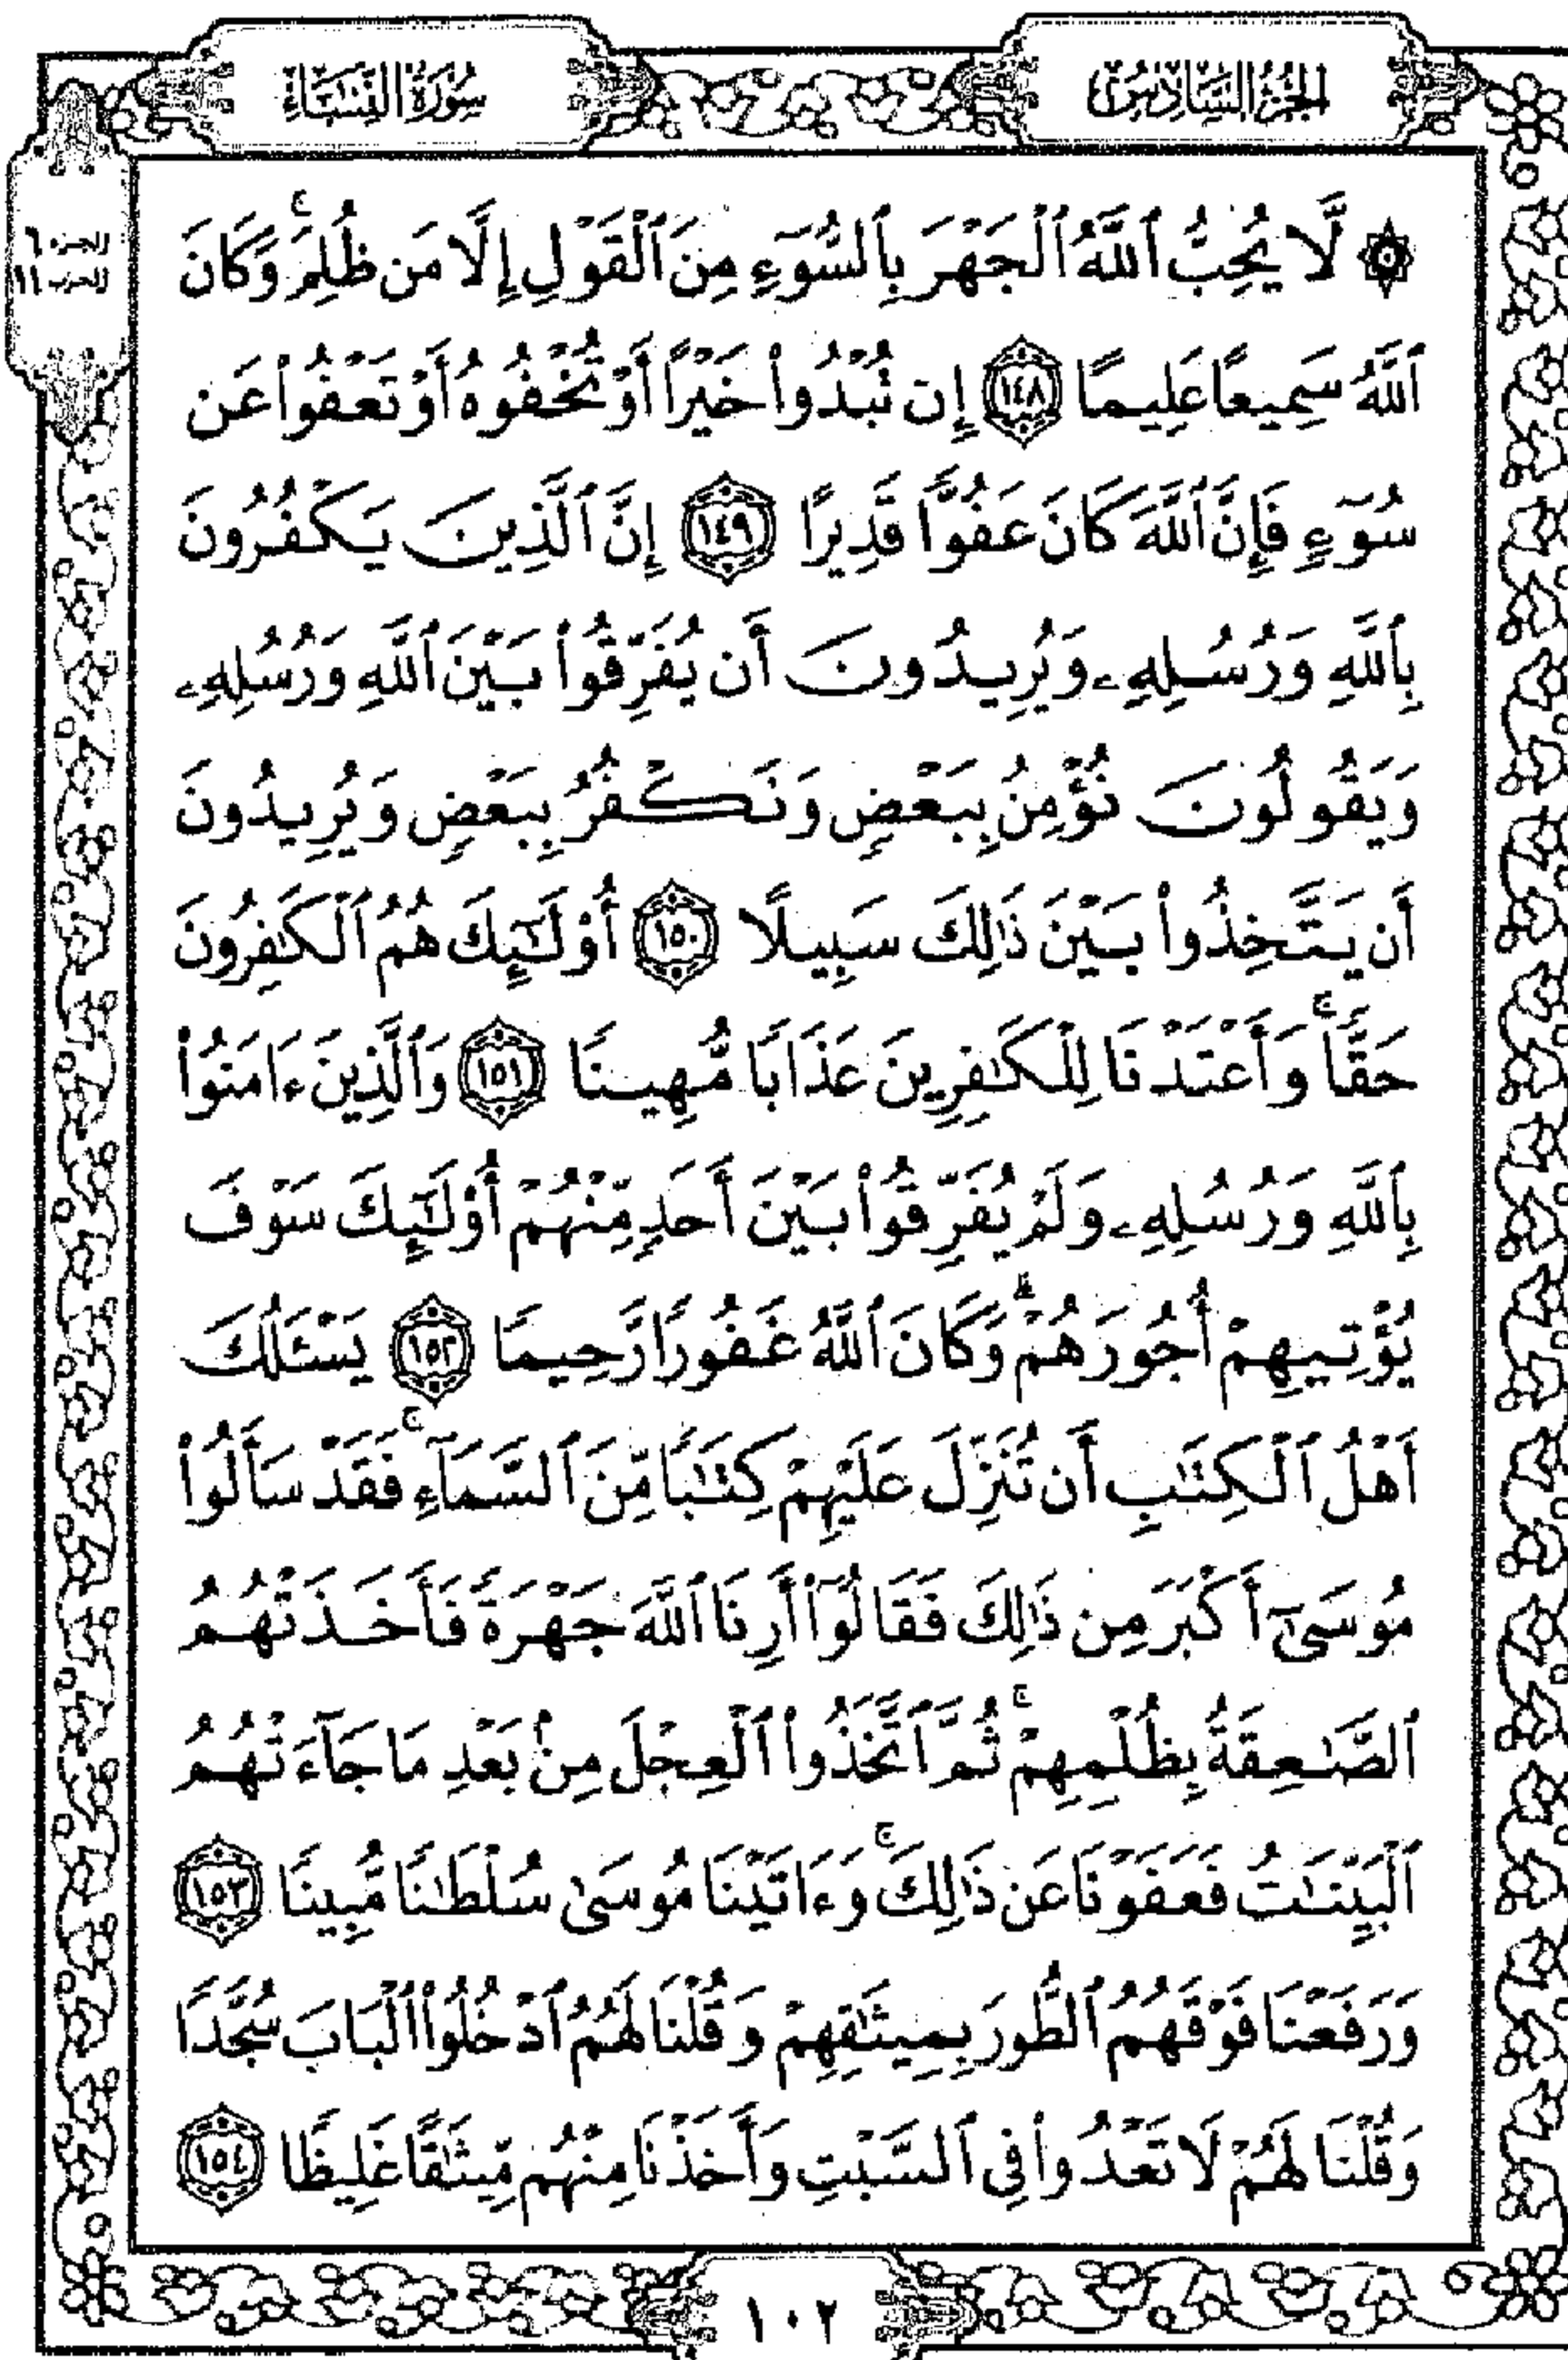 الجزء السادس
سورة النساء
الجزء ٦
الحزب ١١
۞ لَّا يُحِبُّ ٱللَّهُ ٱلْجَهْرَ بِٱلسُّوٓءِ مِنَ ٱلْقَوْلِ إِلَّا مَن ظُلِمَ ۚ وَكَانَ
ٱللَّهُ سَمِيعًا عَلِيمًا ١٤٨ إِن تُبْدُوا۟ خَيْرًا أَوْ تُخْفُوهُ أَوْ تَعْفُوا۟ عَن
سُوٓءٍ فَإِنَّ ٱللَّهَ كَانَ عَفُوًّا قَدِيرًا ١٤٩ إِنَّ ٱلَّذِينَ يَكْفُرُونَ
بِٱللَّهِ وَرُسُلِهِۦ وَيُرِيدُونَ أَن يُفَرِّقُوا۟ بَيْنَ ٱللَّهِ وَرُسُلِهِۦ
وَيَقُولُونَ نُؤْمِنُ بِبَعْضٍ وَنَكْفُرُ بِبَعْضٍ وَيُرِيدُونَ
أَن يَتَّخِذُوا۟ بَيْنَ ذَٰلِكَ سَبِيلًا ١٥٠ أُو۟لَـٰٓئِكَ هُمُ ٱلْكَـٰفِرُونَ
حَقًّا ۚ وَأَعْتَدْنَا لِلْكَـٰفِرِينَ عَذَابًا مُّهِينًا ١٥١ وَٱلَّذِينَ ءَامَنُوا۟
بِٱللَّهِ وَرُسُلِهِۦ وَلَمْ يُفَرِّقُوا۟ بَيْنَ أَحَدٍ مِّنْهُمْ أُو۟لَـٰٓئِكَ سَوْفَ
يُؤْتِيهِمْ أُجُورَهُمْ ۗ وَكَانَ ٱللَّهُ غَفُورًا رَّحِيمًا ١٥٢ يَسْـَٔلُكَ
أَهْلُ ٱلْكِتَـٰبِ أَن تُنَزِّلَ عَلَيْهِمْ كِتَـٰبًا مِّنَ ٱلسَّمَآءِ ۚ فَقَدْ سَأَلُوا۟
مُوسَىٰٓ أَكْبَرَ مِن ذَٰلِكَ فَقَالُوٓا۟ أَرِنَا ٱللَّهَ جَهْرَةً فَأَخَذَتْهُمُ
ٱلصَّـٰعِقَةُ بِظُلْمِهِمْ ۚ ثُمَّ ٱتَّخَذُوا۟ ٱلْعِجْلَ مِنۢ بَعْدِ مَا جَآءَتْهُمُ
ٱلْبَيِّنَـٰتُ فَعَفَوْنَا عَن ذَٰلِكَ ۚ وَءَاتَيْنَا مُوسَىٰ سُلْطَـٰنًا مُّبِينًا ١٥٣
وَرَفَعْنَا فَوْقَهُمُ ٱلطُّورَ بِمِيثَـٰقِهِمْ وَقُلْنَا لَهُمُ ٱدْخُلُوا۟ ٱلْبَابَ سُجَّدًا
وَقُلْنَا لَهُمْ لَا تَعْدُوا۟ فِى ٱلسَّبْتِ وَأَخَذْنَا مِنْهُم مِّيثَـٰقًا غَلِيظًا ١٥٤
١٠٢